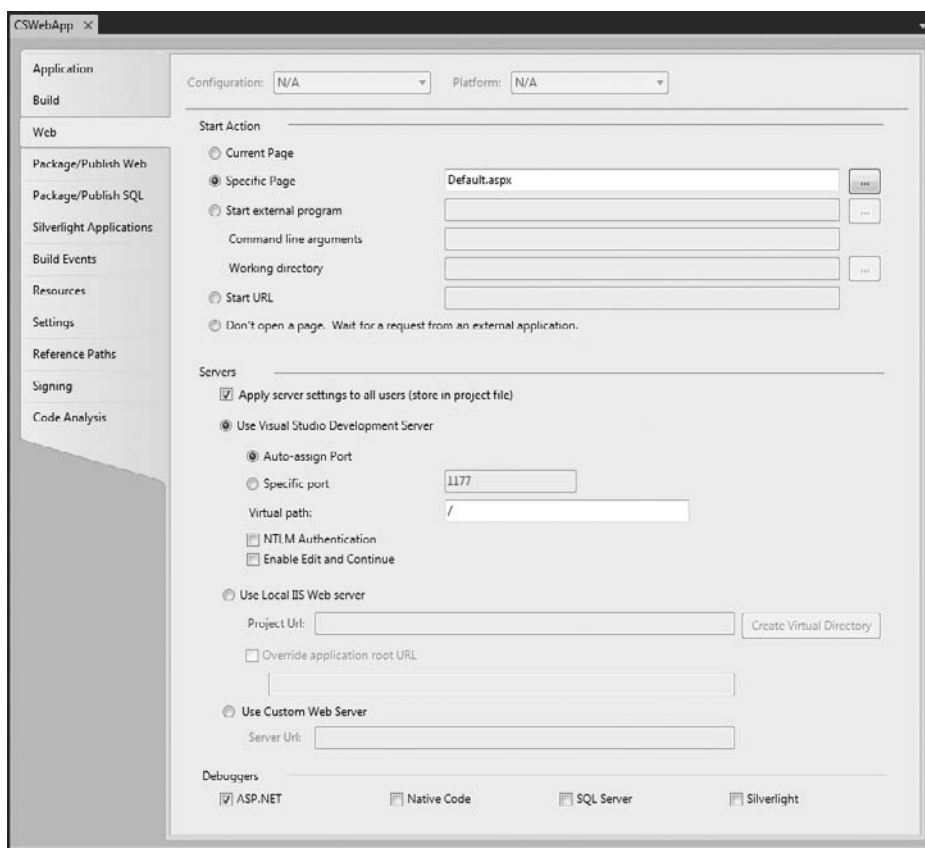 CSWebApp
Application
Build
Web
Package/Publish Web
Package/Publish SQL
Silverlight Applications
Build Events
Resources
Settings
Reference Paths
Signing
Code Analysis
Configuration: N/A Platform: N/A
Start Action
Current Page
Specific Page Default.aspx ...
Start external program ...
Command line arguments
Working directory ...
Start URL
Don't open a page. Wait for a request from an external application.
Servers
Apply server settings to all users (store in project file)
Use Visual Studio Development Server
Auto-assign Port
Specific port 1177
Virtual path: /
NTLM Authentication
Enable Edit and Continue
Use Local IIS Web server
Project Url: Create Virtual Directory
Override application root URL
Use Custom Web Server
Server Url:
Debuggers
ASP.NET Native Code SQL Server Silverlight